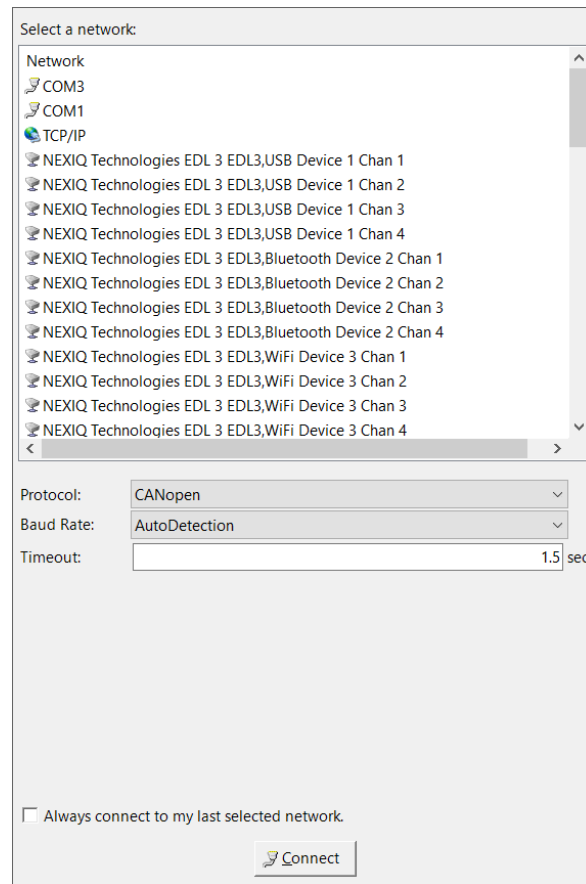 Select a network:
Network
COM3
COM1
TCP/IP
NEXIQ Technologies EDL 3 EDL3,USB Device 1 Chan 1
NEXIQ Technologies EDL 3 EDL3,USB Device 1 Chan 2
NEXIQ Technologies EDL 3 EDL3,USB Device 1 Chan 3
NEXIQ Technologies EDL 3 EDL3,USB Device 1 Chan 4
NEXIQ Technologies EDL 3 EDL3,Bluetooth Device 2 Chan 1
NEXIQ Technologies EDL 3 EDL3,Bluetooth Device 2 Chan 2
NEXIQ Technologies EDL 3 EDL3,Bluetooth Device 2 Chan 3
NEXIQ Technologies EDL 3 EDL3,Bluetooth Device 2 Chan 4
NEXIQ Technologies EDL 3 EDL3,WiFi Device 3 Chan 1
NEXIQ Technologies EDL 3 EDL3,WiFi Device 3 Chan 2
NEXIQ Technologies EDL 3 EDL3,WiFi Device 3 Chan 3
NEXIQ Technologies EDL 3 EDL3,WiFi Device 3 Chan 4
Protocol: CANopen
Baud Rate: AutoDetection
Timeout: 1.5 sec
Always connect to my last selected network.
Connect